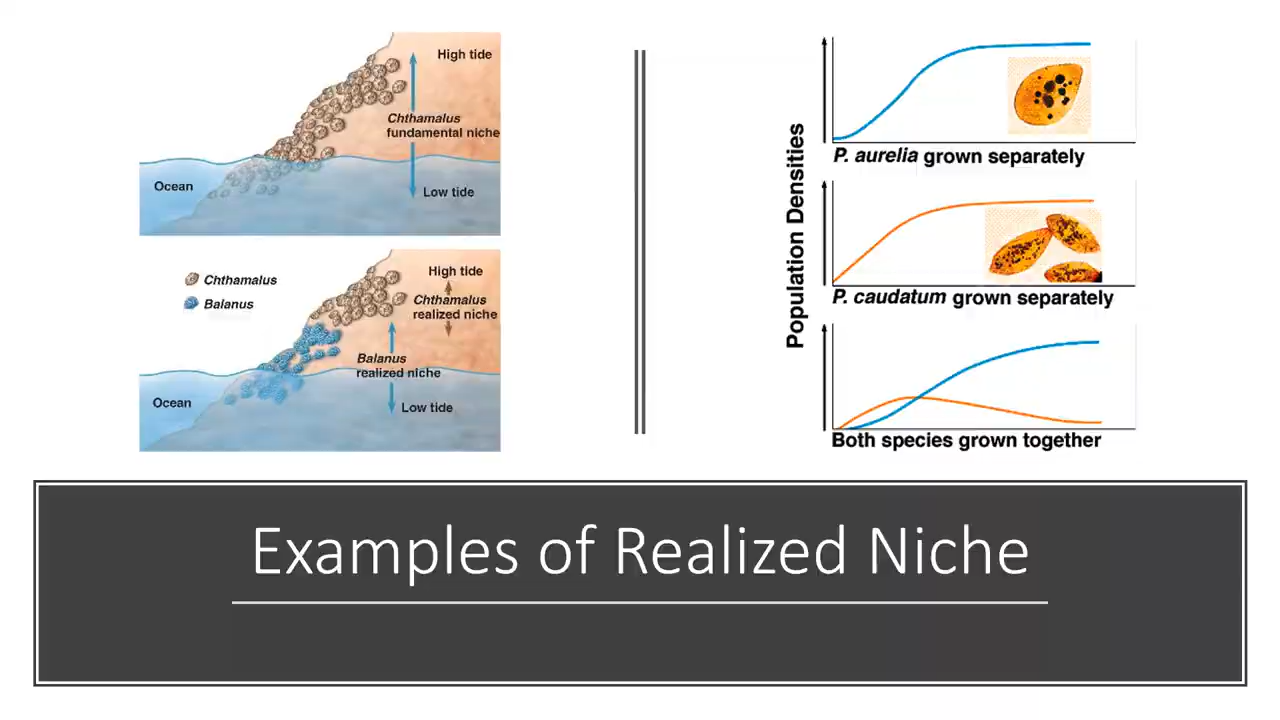 High tide
Chthamalus
fundamental niche
Ocean
Low tide
Chthamalus
Balanus
High tide
Chthamalus
realized niche
Balanus
realized niche
Ocean
Low tide
Population Densities
P. aurelia grown separately
P. caudatum grown separately
Both species grown together
Examples of Realized Niche